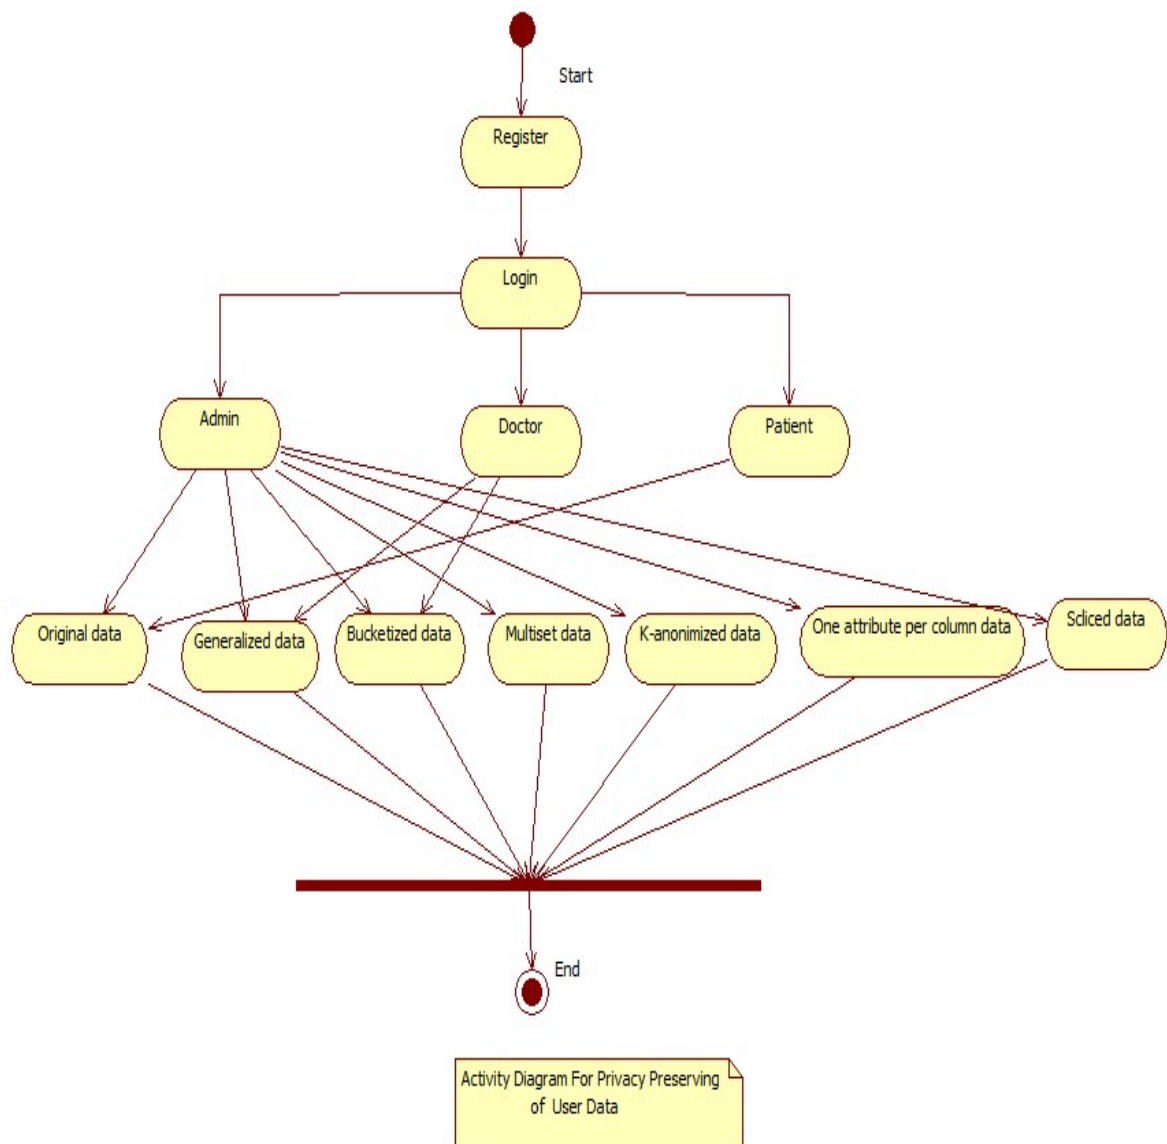 Start
Register
Login
Admin
Doctor
Patient
Original data
Generalized data
Bucketized data
Multiset data
K-anonimized data
One attribute per column data
Scliced data
End
Activity Diagram For Privacy Preserving
of User Data